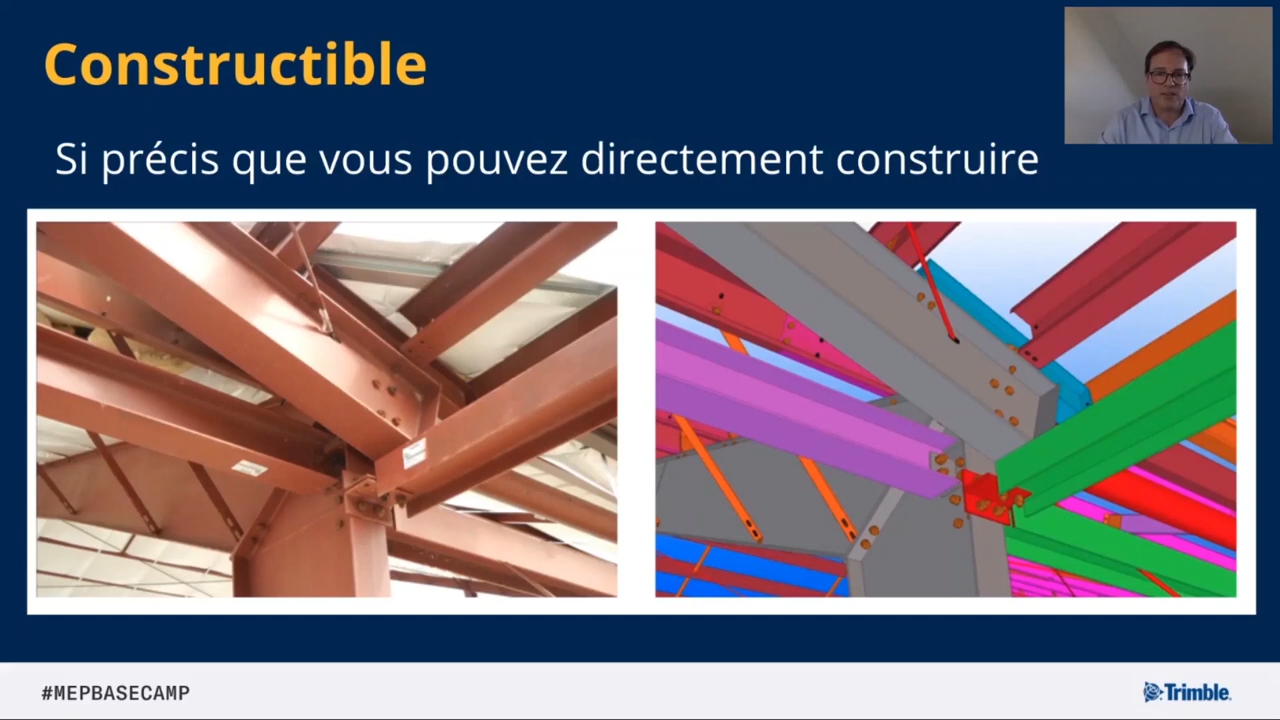 Constructible
Si précis que vous pouvez directement construire
#MEPBASECAMP
Trimble